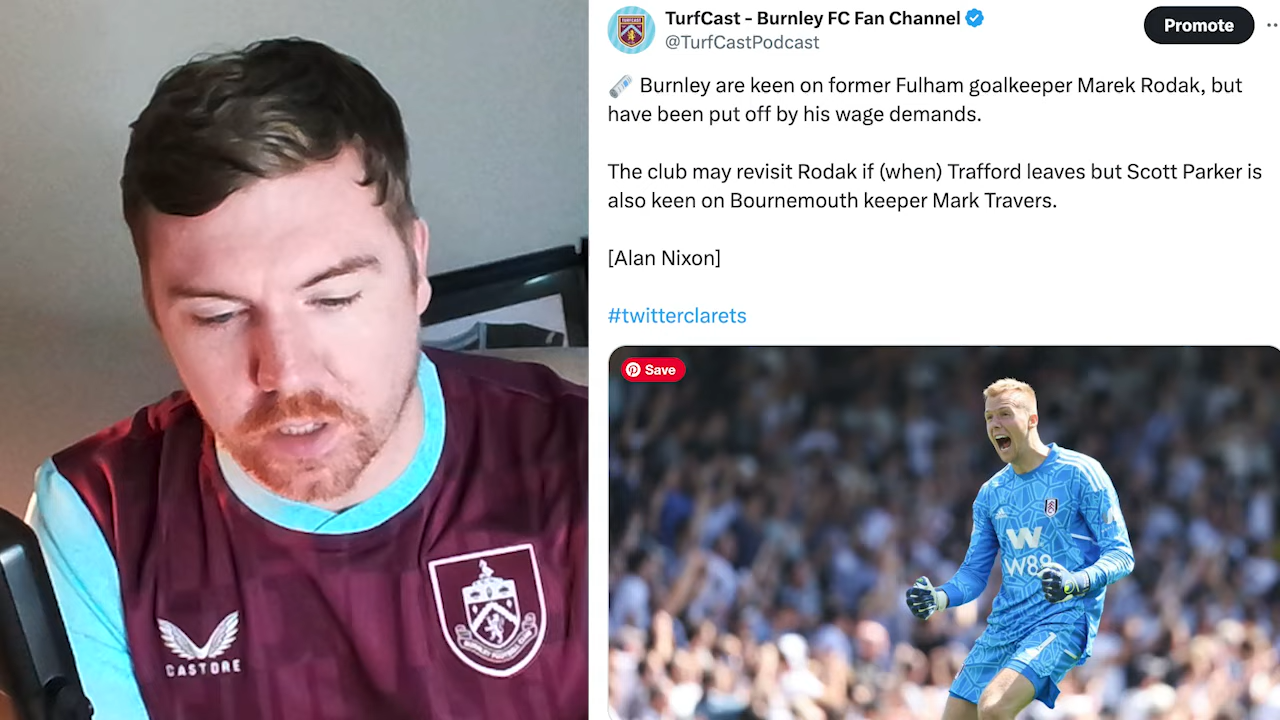 TurfCast - Burnley FC Fan Channel
@TurfCastPodcast
Promote
🗞️ Burnley are keen on former Fulham goalkeeper Marek Rodak, but
have been put off by his wage demands.
The club may revisit Rodak if (when) Trafford leaves but Scott Parker is
also keen on Bournemouth keeper Mark Travers.
[Alan Nixon]
#twitterclarets
Save
CASTORE
W
W88
1